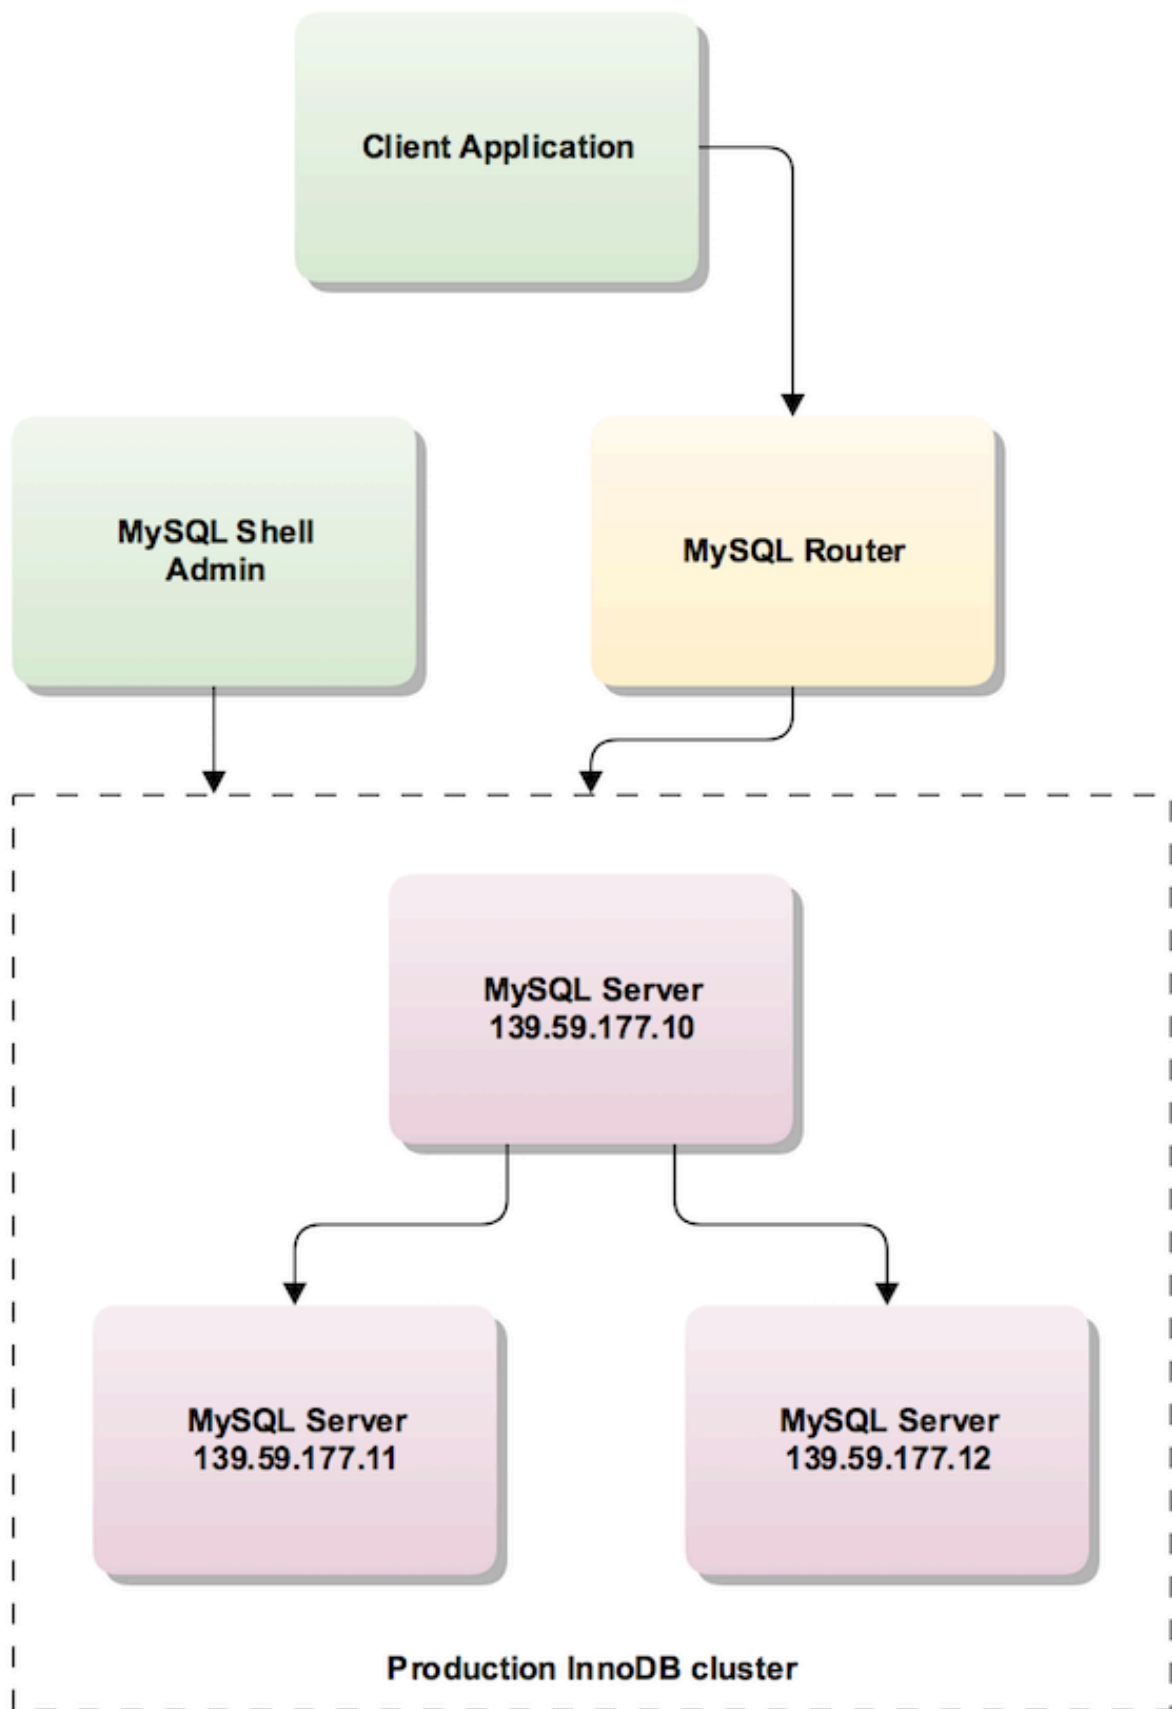 Client Application
MySQL Shell
Admin
MySQL Router
MySQL Server
139.59.177.10
MySQL Server
139.59.177.11
MySQL Server
139.59.177.12
Production InnoDB cluster